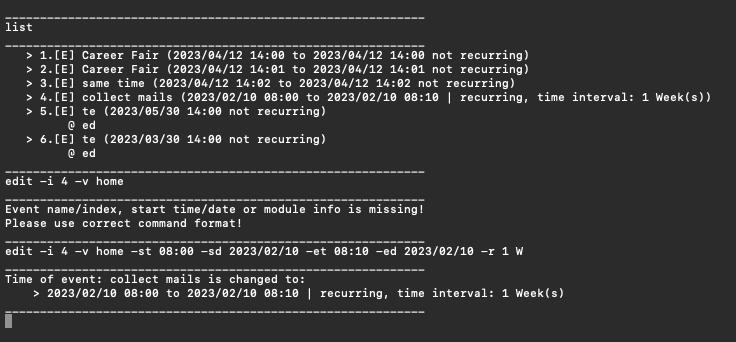 ____________________________________________________________
list
____________________________________________________________
> 1.[E] Career Fair (2023/04/12 14:00 to 2023/04/12 14:00 not recurring)
> 2.[E] Career Fair (2023/04/12 14:01 to 2023/04/12 14:01 not recurring)
> 3.[E] same time (2023/04/12 14:02 to 2023/04/12 14:02 not recurring)
> 4.[E] collect mails (2023/02/10 08:00 to 2023/02/10 08:10 | recurring, time interval: 1 Week(s))
> 5.[E] te (2023/05/30 14:00 not recurring)
@ ed
> 6.[E] te (2023/03/30 14:00 not recurring)
@ ed
____________________________________________________________
edit -i 4 -v home
____________________________________________________________
Event name/index, start time/date or module info is missing!
Please use correct command format!
____________________________________________________________
edit -i 4 -v home -st 08:00 -sd 2023/02/10 -et 08:10 -ed 2023/02/10 -r 1 W
____________________________________________________________
Time of event: collect mails is changed to:
> 2023/02/10 08:00 to 2023/02/10 08:10 | recurring, time interval: 1 Week(s)
____________________________________________________________